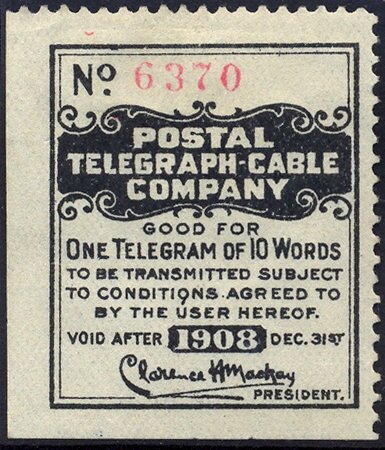 No. 6370
POSTAL
TELEGRAPH-CABLE
COMPANY
GOOD FOR
ONE TELEGRAM OF 10 WORDS
TO BE TRANSMITTED SUBJECT
TO CONDITIONS AGREED TO
BY THE USER HEREOF.
VOID AFTER 1908 DEC. 31ST
Clarence H Mackay
PRESIDENT.